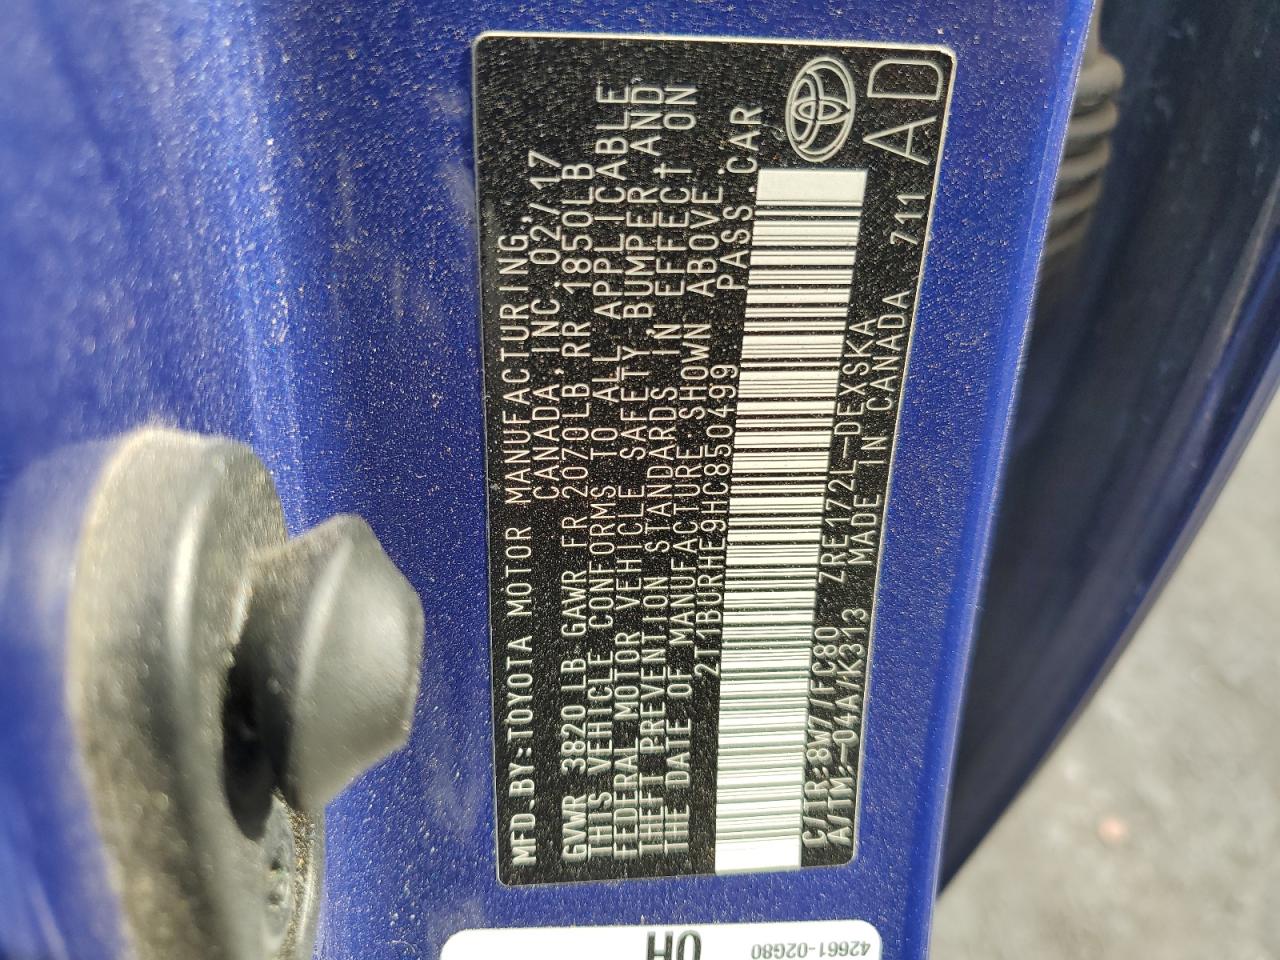 MFD.BY:TOYOTA MOTOR MANUFACTURING,
CANADA,INC.02/17
GVWR 3820LB GAWR FR 2070LB,RR 1850LB
THIS VEHICLE CONFORMS TO ALL APPLICABLE
FEDERAL MOTOR VEHICLE SAFETY,BUMPER AND
THEFT PREVENTION STANDARDS IN EFFECT ON
THE DATE OF MANUFACTURE SHOWN ABOVE.
2T1BURHE9HC850499 PASS.CAR
C/TR:8W7/FC80 ZRE172L-DEXSKA
A/TM:-04A/K313 MADE IN CANADA 711
AD
42661-02G80